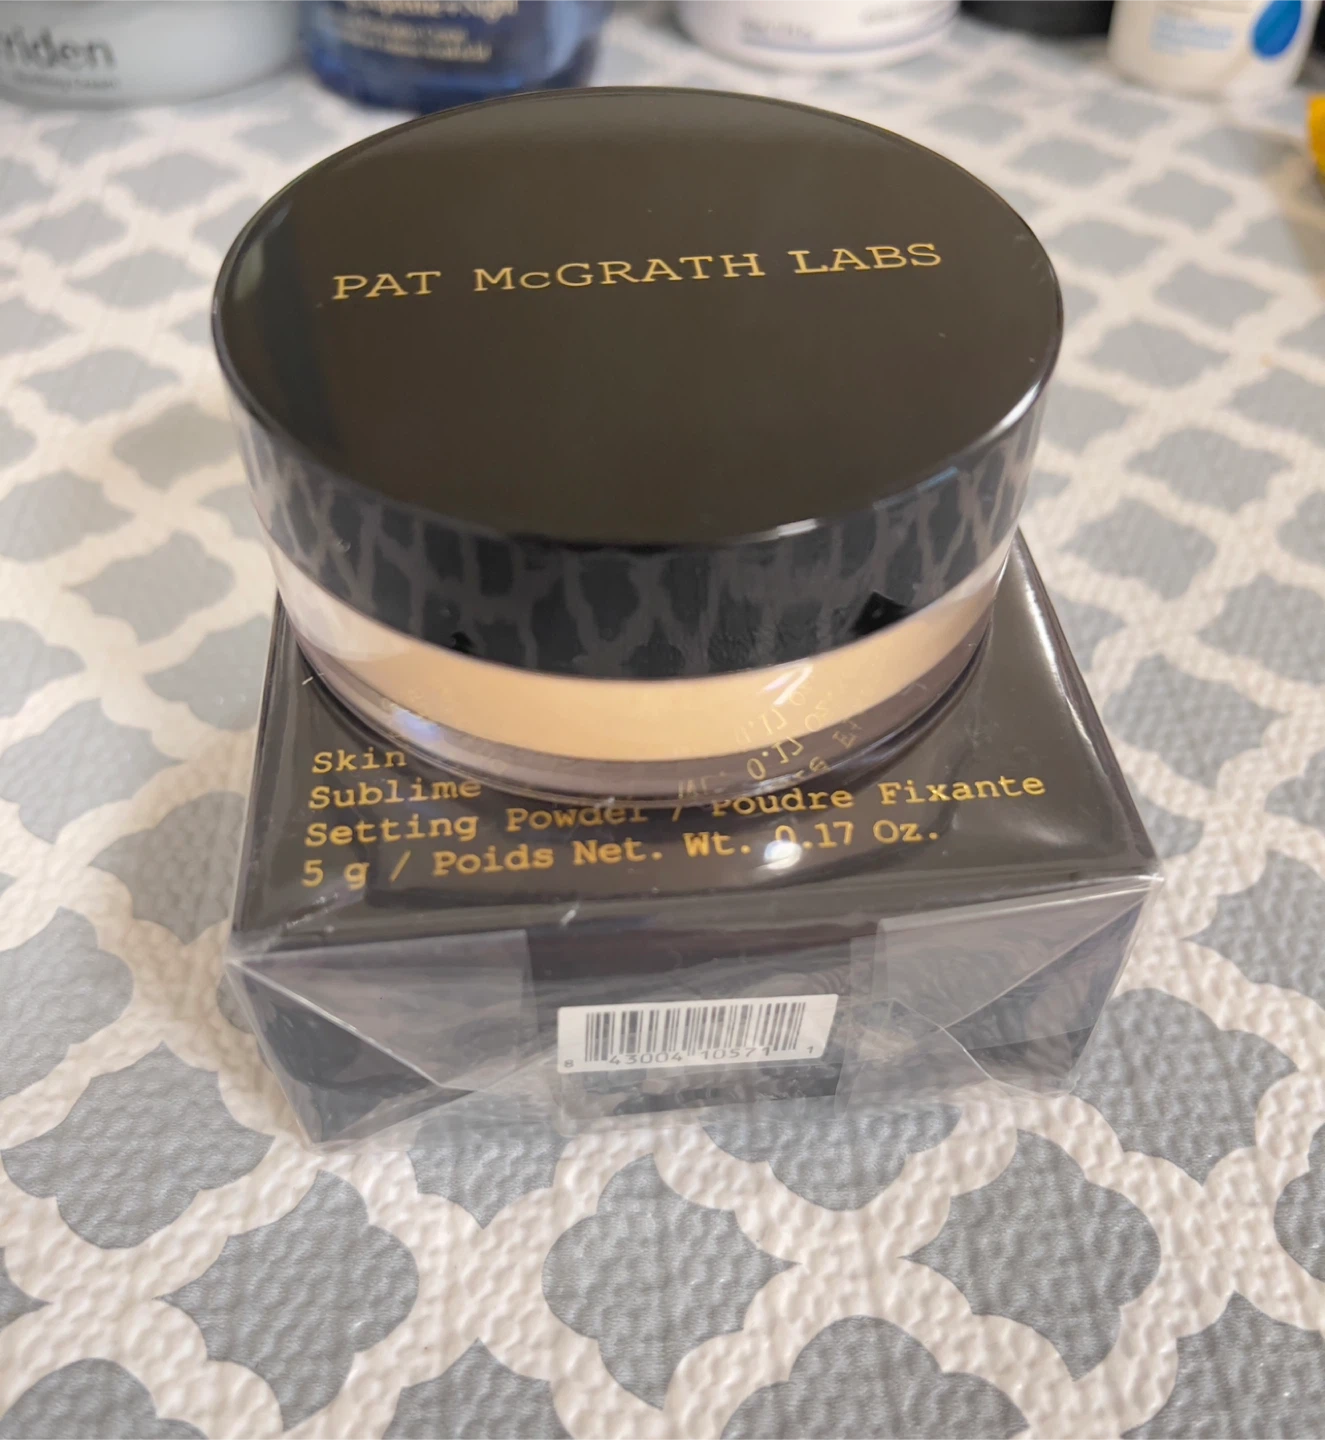 PAT McGRATH LABS
Skin
Sublime
Setting Powder / Poudre Fixante
5 g / Poids Net. Wt. 0.17 Oz.
8 43004 10571 1